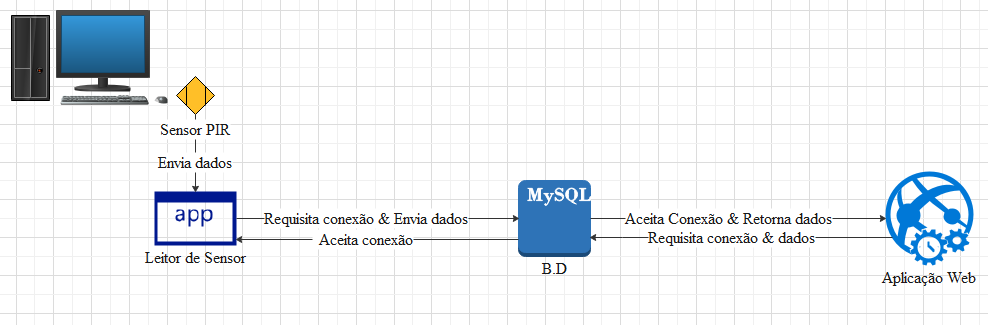 Sensor PIR
Envia dados
app
Leitor de Sensor
Requisita conexão & Envia dados
Aceita conexão
MySQL
B.D
Aceita Conexão & Retorna dados
Requisita conexão & dados
Aplicação Web